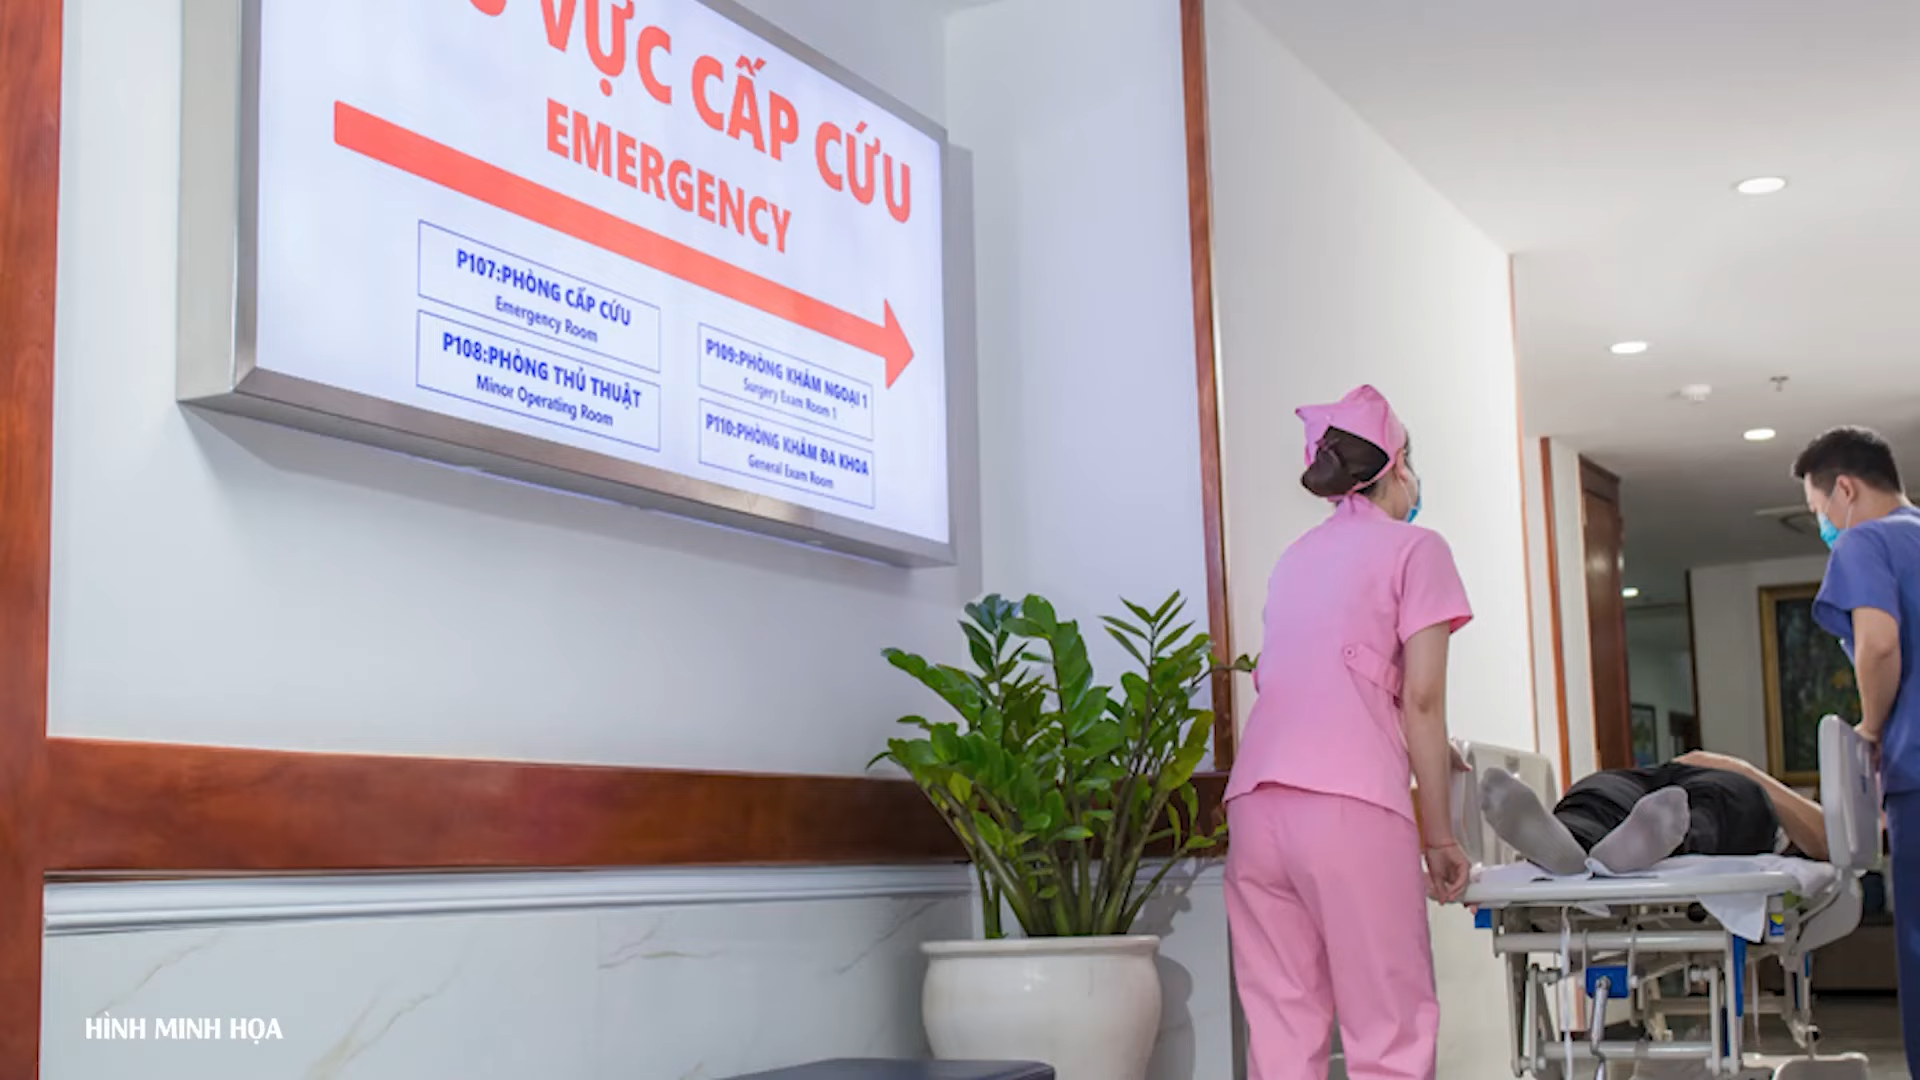 VỰC CẤP CỨU
EMERGENCY
P107:PHÒNG CẤP CỨU
Emergency Room
P108:PHÒNG THỦ THUẬT
Minor Operating Room
P109:PHÒNG KHÁM NGOẠI 1
Surgery Exam Room 1
P110:PHÒNG KHÁM ĐA KHOA
General Exam Room
HÌNH MINH HỌA